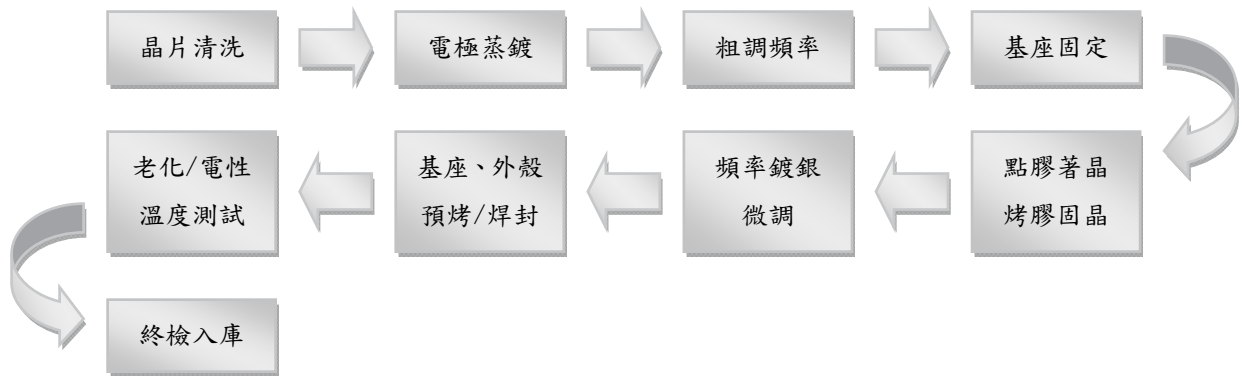 晶片清洗
電極蒸鍍
粗調頻率
基座固定
點膠著晶
烤膠固晶
頻率鍍銀
微調
基座、外殼
預烤/焊封
老化/電性
溫度測試
終檢入庫